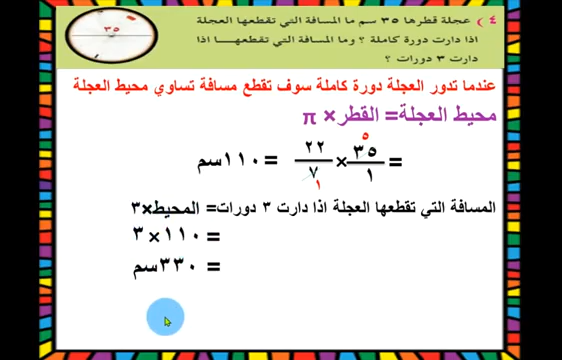 ٤) عجلة قطرها ٣٥ سم ما المسافة التي تقطعها العجلة
اذا دارت دورة كاملة ؟ وما المسافة التي تقطعهـــا اذا
دارت ٣ دورات ؟
٣٥
عندما تدور العجلة دورة كاملة سوف تقطع مسافة تساوي محيط العجلة
محيط العجلة= القطر× π
٥
= ٣٥/١ × ٢٢/٧ = ١١٠سم
١
المسافة التي تقطعها العجلة اذا دارت ٣ دورات= المحيط×٣
= ١١٠×٣
= ٣٣٠سم